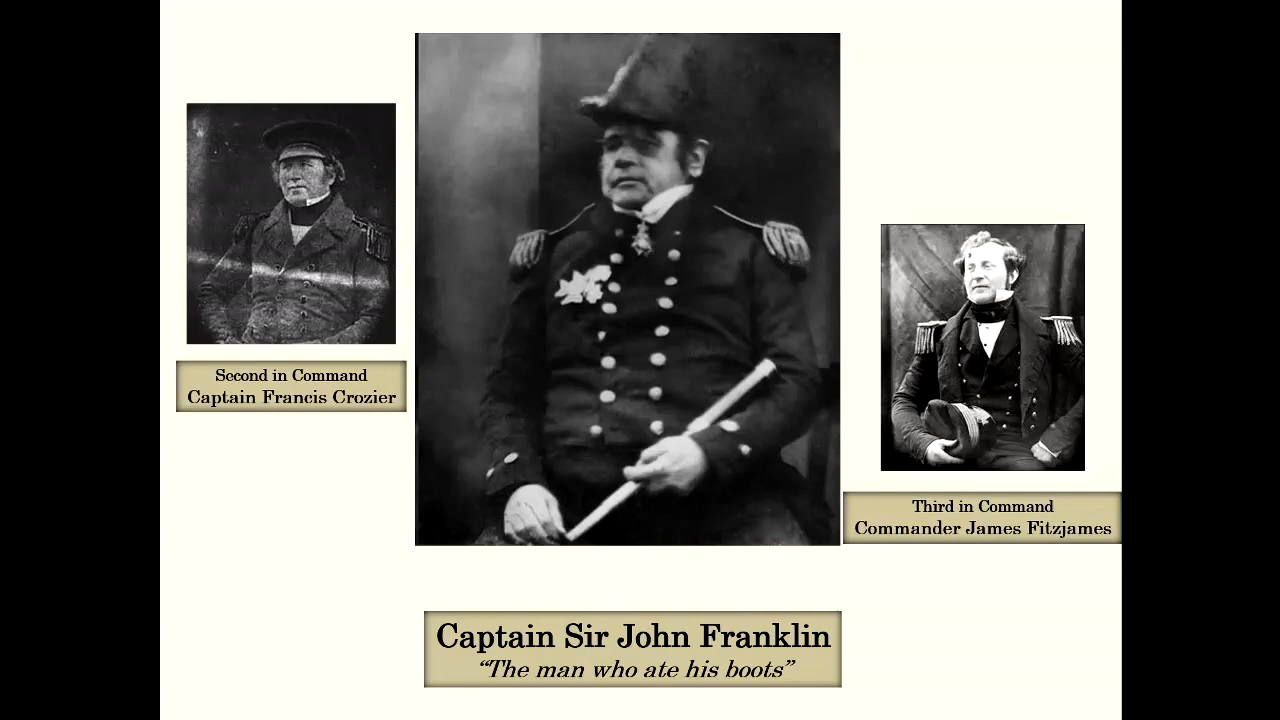 Second in Command
Captain Francis Crozier
Third in Command
Commander James Fitzjames
Captain Sir John Franklin
“The man who ate his boots”